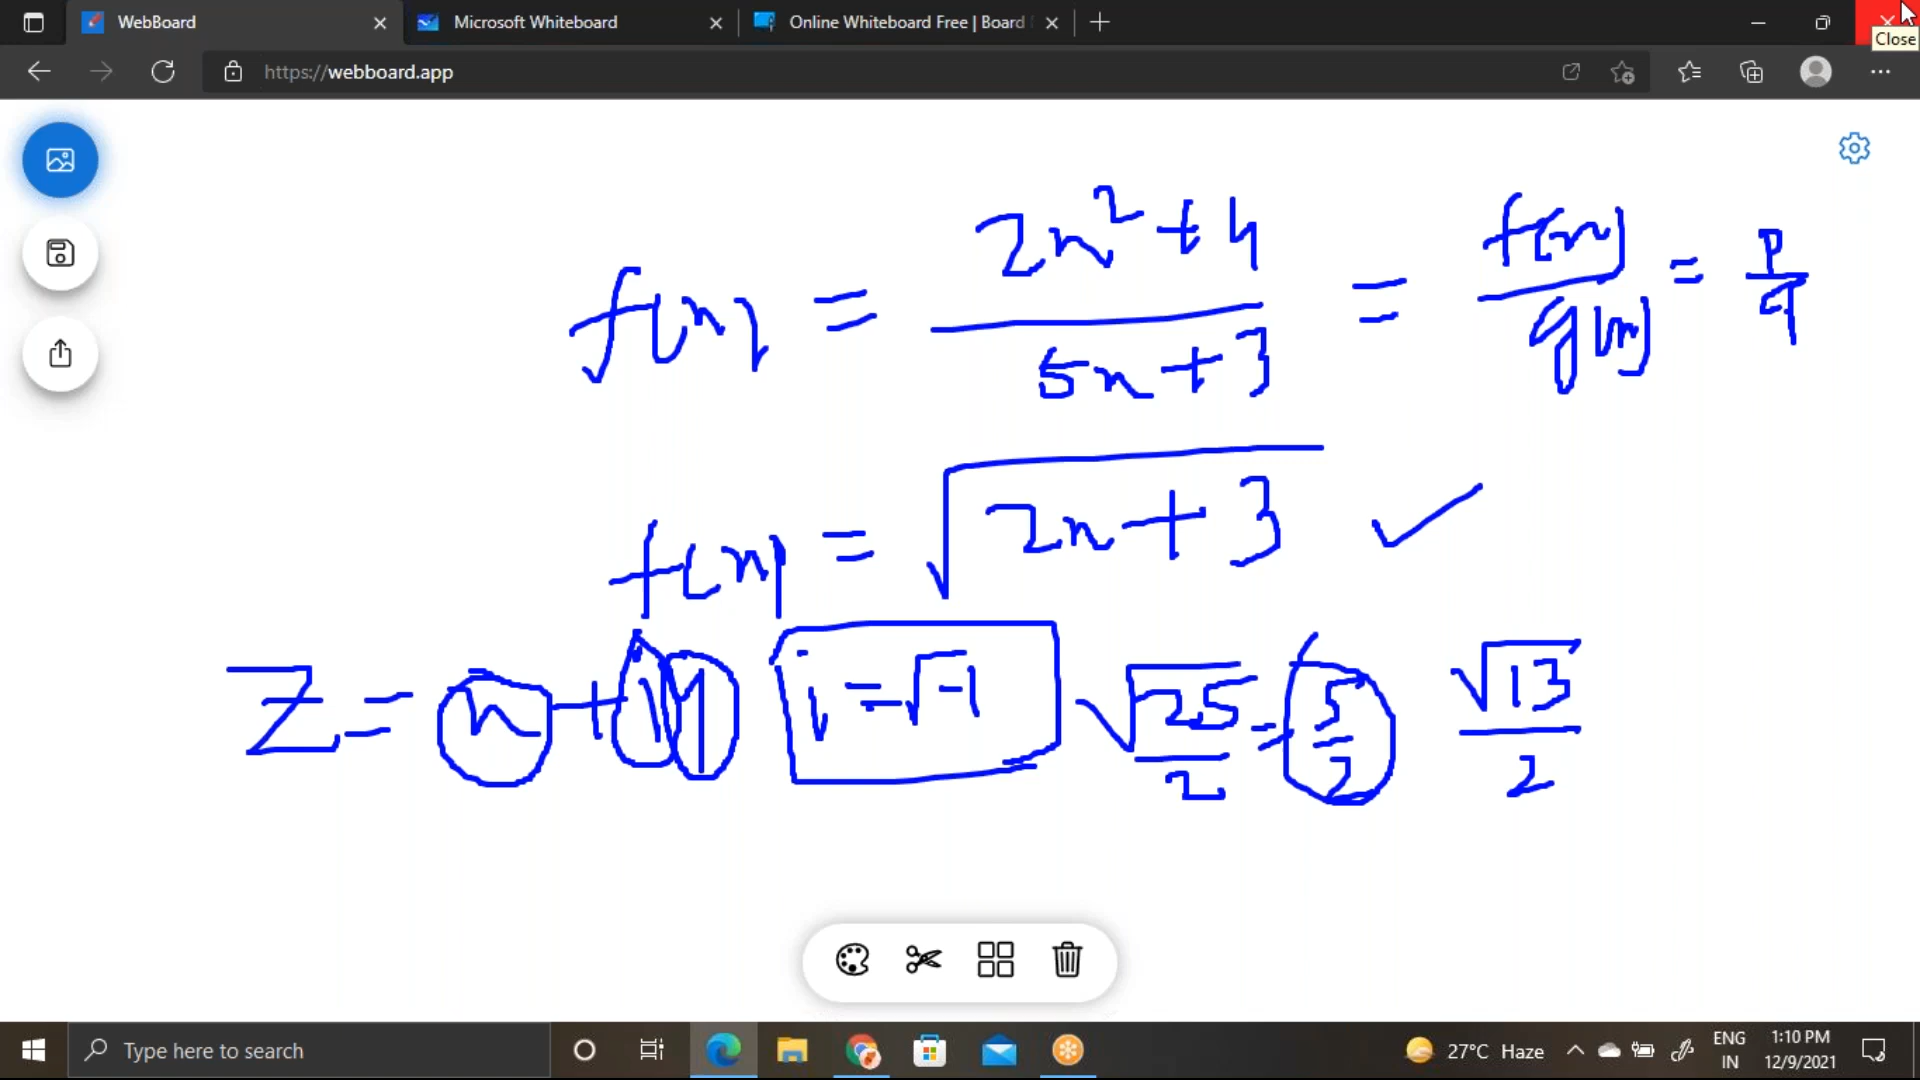 WebBoard
Microsoft Whiteboard
Online Whiteboard Free | Board
Close
https://webboard.app
f(x) = 2x² + 4 / 5x + 3 = f(x) / g(x) = p / q
f(x) = √2x + 3 ✓
Z = x + iy i = √-1 √25 / 2 = 5 / 2 √13 / 2
Type here to search
27°C Haze
ENG
IN
1:10 PM
12/9/2021